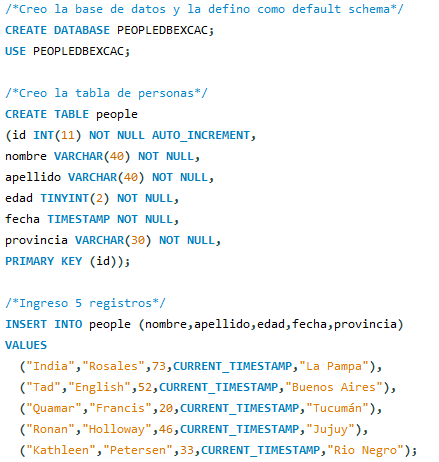 /*Creo la base de datos y la defino como default schema*/
CREATE DATABASE PEOPLEDBEXCAC;
USE PEOPLEDBEXCAC;
/*Creo la tabla de personas*/
CREATE TABLE people
(id INT(11) NOT NULL AUTO_INCREMENT,
nombre VARCHAR(40) NOT NULL,
apellido VARCHAR(40) NOT NULL,
edad TINYINT(2) NOT NULL,
fecha TIMESTAMP NOT NULL,
provincia VARCHAR(30) NOT NULL,
PRIMARY KEY (id));
/*Ingreso 5 registros*/
INSERT INTO people (nombre,apellido,edad,fecha,provincia)
VALUES
("India","Rosales",73,CURRENT_TIMESTAMP,"La Pampa"),
("Tad","English",52,CURRENT_TIMESTAMP,"Buenos Aires"),
("Quamar","Francis",20,CURRENT_TIMESTAMP,"Tucumán"),
("Ronan","Holloway",46,CURRENT_TIMESTAMP,"Jujuy"),
("Kathleen","Petersen",33,CURRENT_TIMESTAMP,"Rio Negro");